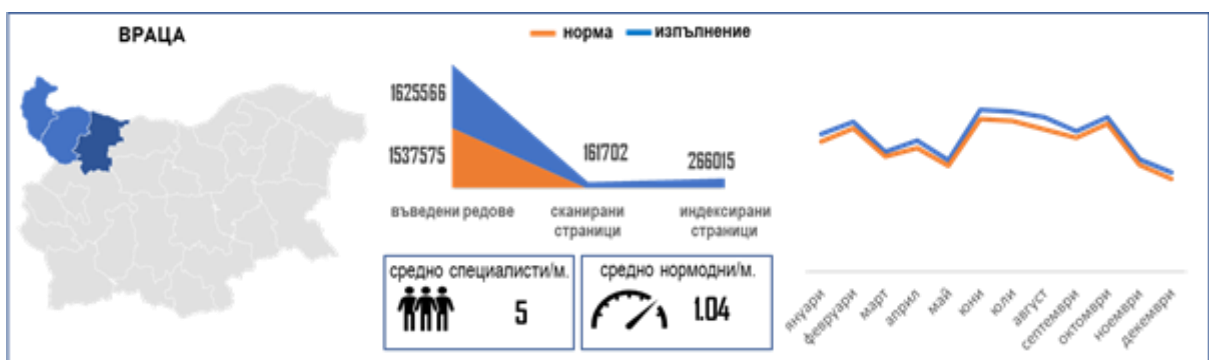 ВРАЦА
норма
изпълнение
1625566
1537575
161702
266015
въведени редове
сканирани
страници
индексирани
страници
средно специалисти/м.
5
средно нормодни/м.
1.04
януари
февруари
март
април
май
юни
юли
август
септември
октомври
ноември
декември